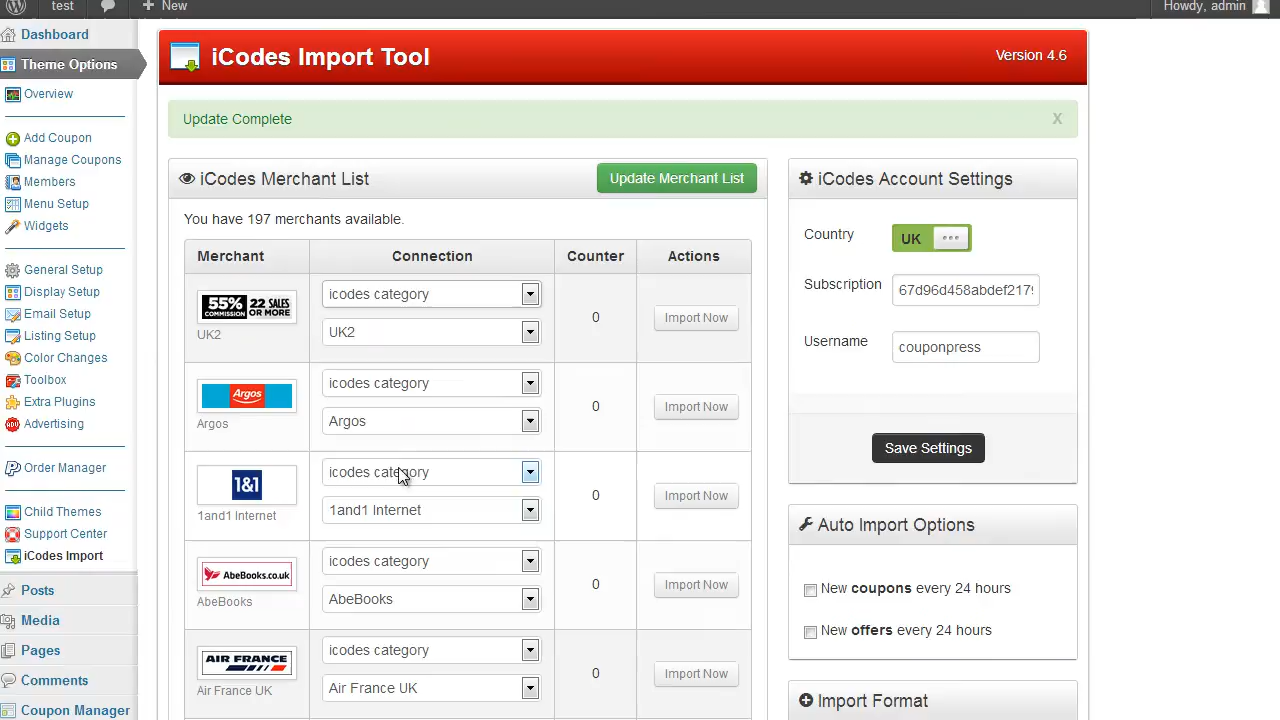 test
New
Howdy, admin
Dashboard
Theme Options
Overview
Add Coupon
Manage Coupons
Members
Menu Setup
Widgets
General Setup
Display Setup
Email Setup
Listing Setup
Color Changes
Toolbox
Extra Plugins
Advertising
Order Manager
Child Themes
Support Center
iCodes Import
Posts
Media
Pages
Comments
Coupon Manager
iCodes Import Tool
Version 4.6
Update Complete
X
iCodes Merchant List
Update Merchant List
You have 197 merchants available.
Merchant Connection Counter Actions
55% COMMISSION 22 SALES OR MORE
UK2
icodes category
UK2
0
Import Now
Argos
Argos
icodes category
Argos
0
Import Now
1&1
1and1 Internet
icodes category
1and1 Internet
0
Import Now
AbeBooks.co.uk
AbeBooks
icodes category
AbeBooks
0
Import Now
AIR FRANCE
Air France UK
icodes category
Air France UK
0
Import Now
iCodes Account Settings
Country UK
Subscription 67d96d458abdef217
Username couponpress
Save Settings
Auto Import Options
New coupons every 24 hours
New offers every 24 hours
Import Format